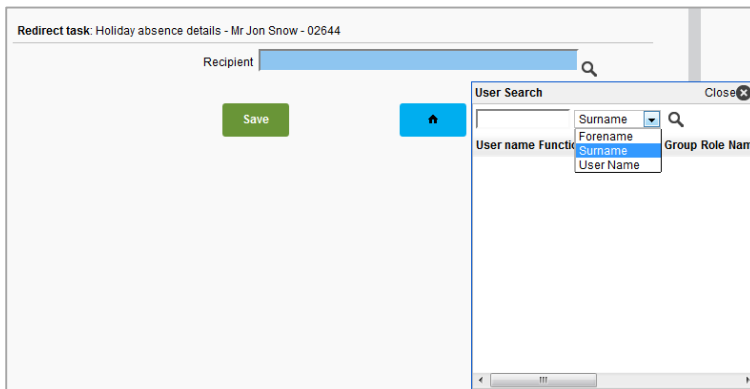 Redirect task: Holiday absence details - Mr Jon Snow - 02644
Recipient
Save
User Search Close
Surname
Forename
Surname
User Name
User name Functio Group Role Nam